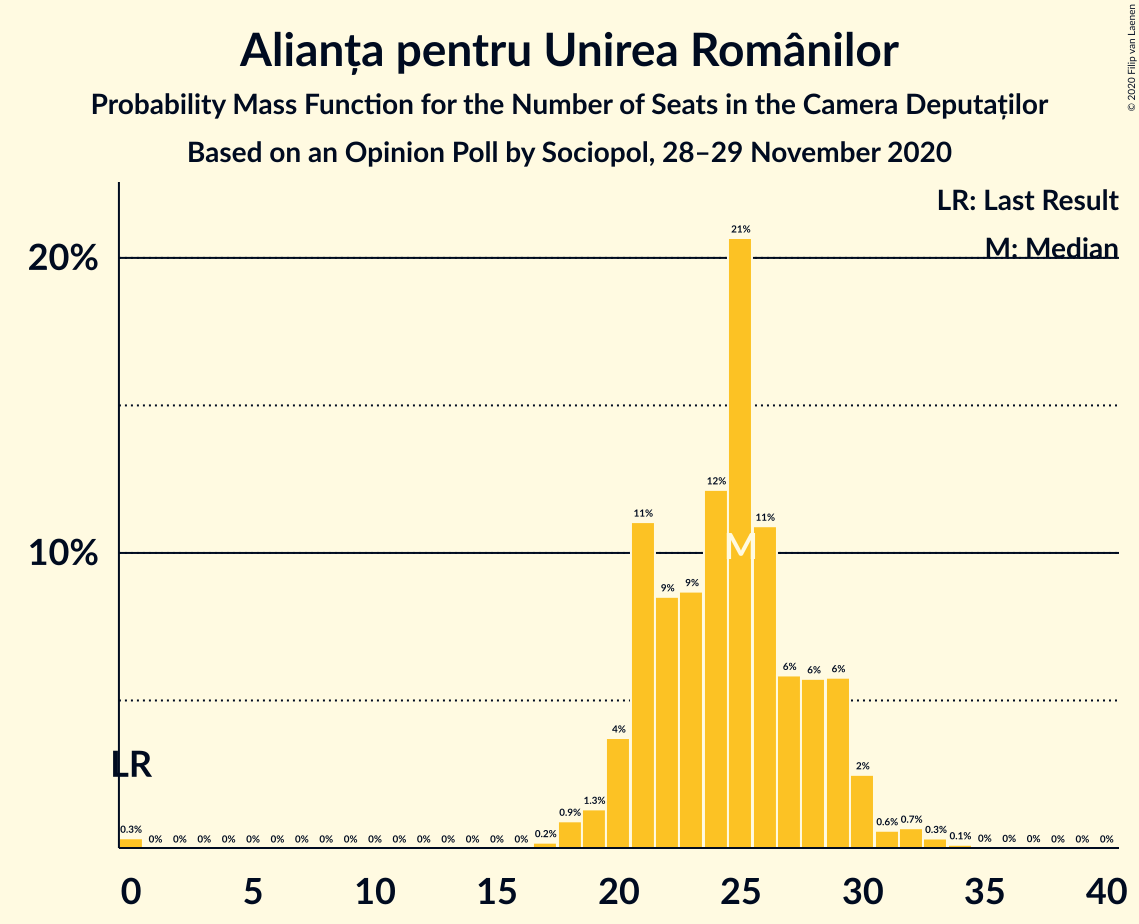 Alianța pentru Unirea Românilor
Probability Mass Function for the Number of Seats in the Camera Deputaților
Based on an Opinion Poll by Sociopol, 28–29 November 2020
© 2020 Filip van Laenen
LR: Last Result
M: Median
20%
10%
21%
12%
11%
11%
9%
9%
6%
6%
6%
4%
2%
1.3%
0.9%
0.2%
0.6%
0.7%
0.3%
0.1%
M
LR
0.3% 0% 0% 0% 0% 0% 0% 0% 0% 0% 0% 0% 0% 0% 0% 0% 0%
0% 0% 0% 0% 0% 0%
0 5 10 15 20 25 30 35 40